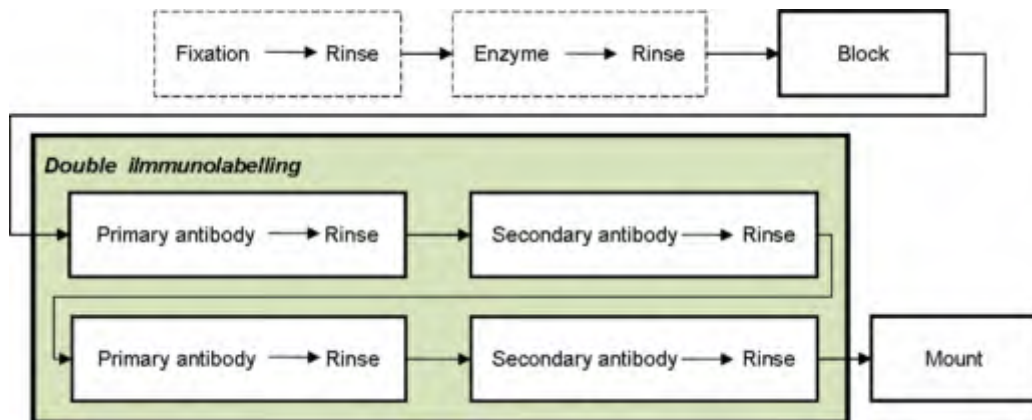 Fixation Rinse Enzyme Rinse Block
Double iImmunolabelling
Primary antibody Rinse Secondary antibody Rinse
Primary antibody Rinse Secondary antibody Rinse Mount